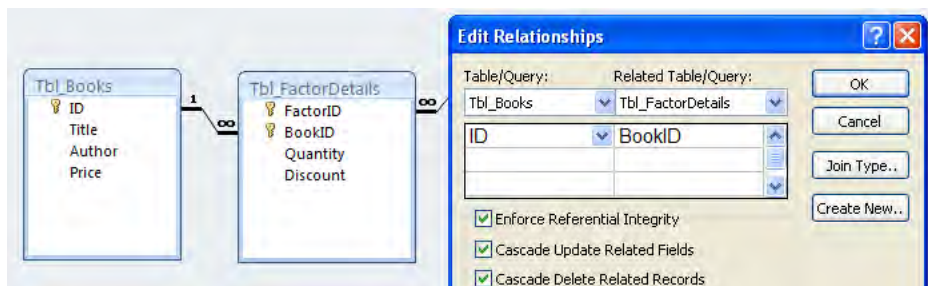 Tbl_Books
ID
Title
Author
Price
1
∞
Tbl_FactorDetails
FactorID
BookID
Quantity
Discount
∞
Edit Relationships
Table/Query: Related Table/Query:
Tbl_Books Tbl_FactorDetails
ID BookID
Enforce Referential Integrity
Cascade Update Related Fields
Cascade Delete Related Records
OK
Cancel
Join Type..
Create New..